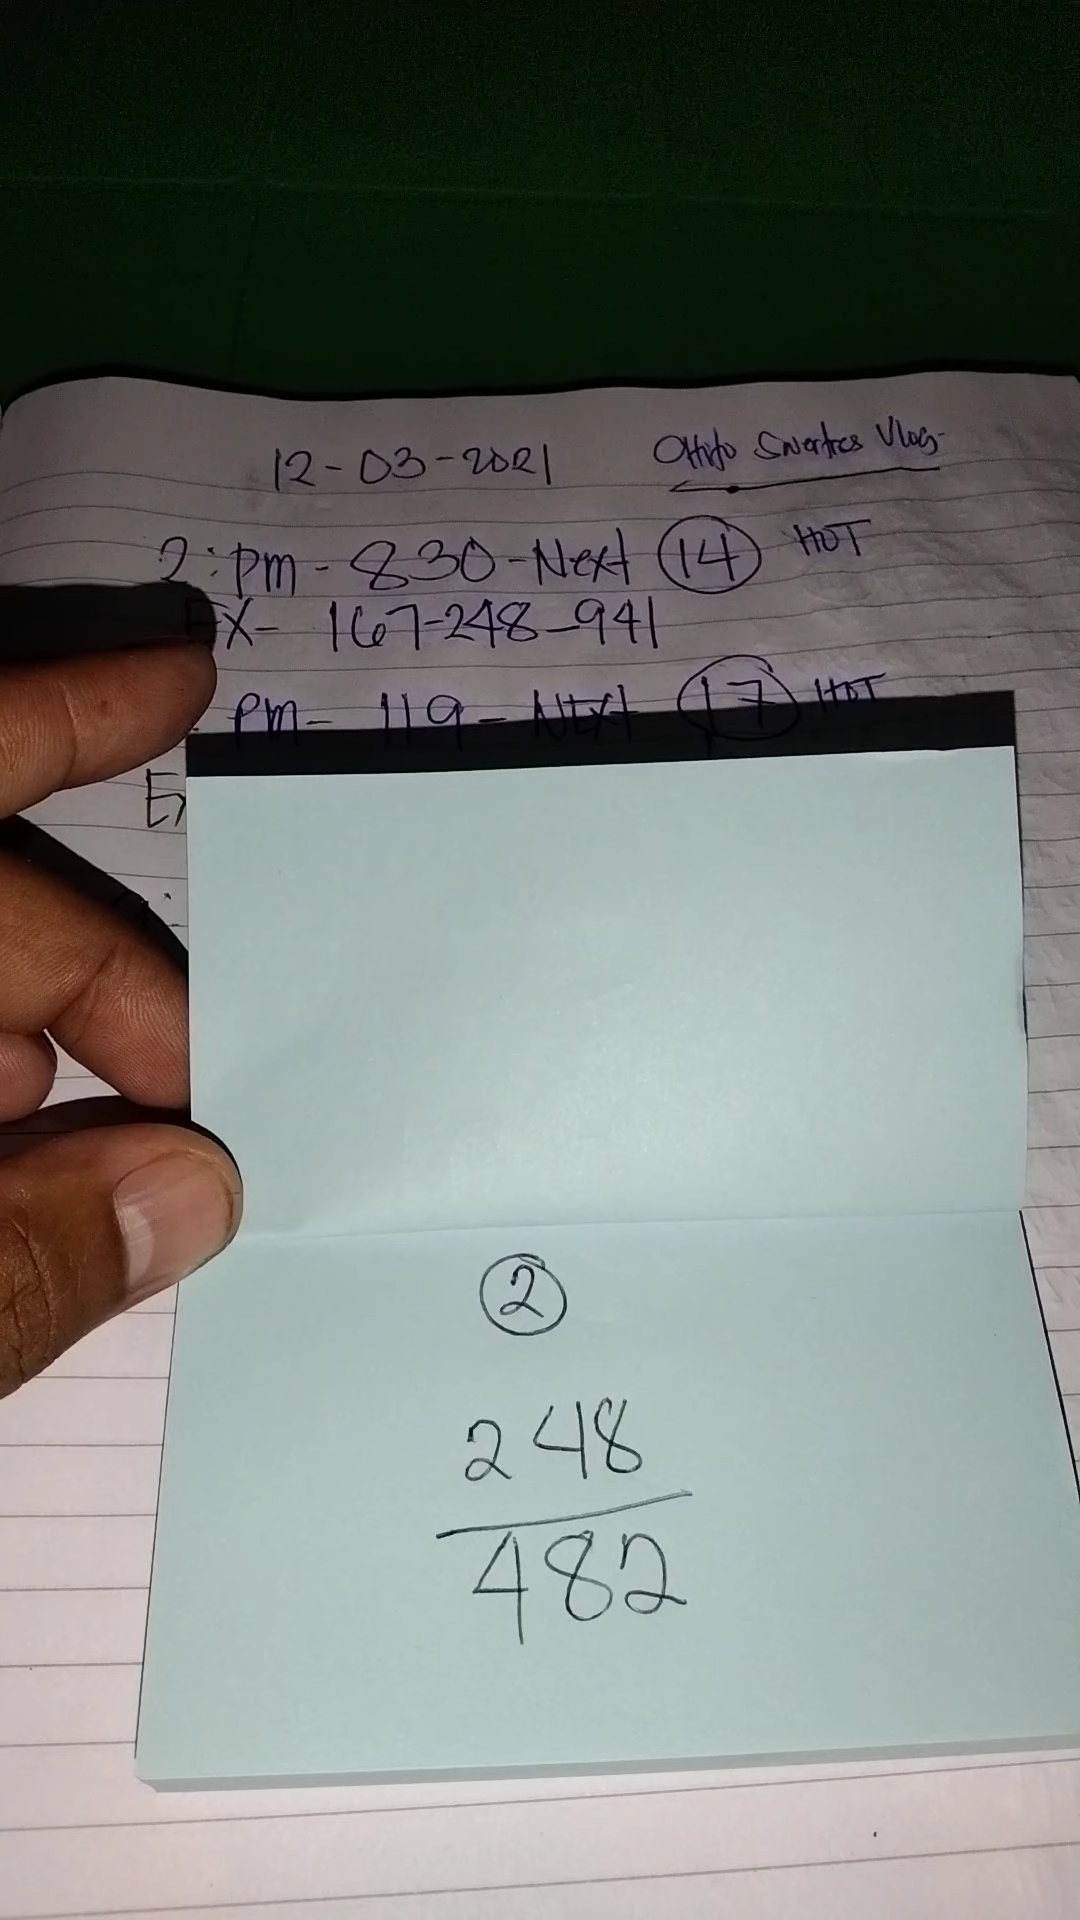 12-03-2021
Swertres Vlog
2:pm - 830 - Next 14 HOT
EX- 167-248-941
pm- 119 - Next 17 HOT
2
248
482